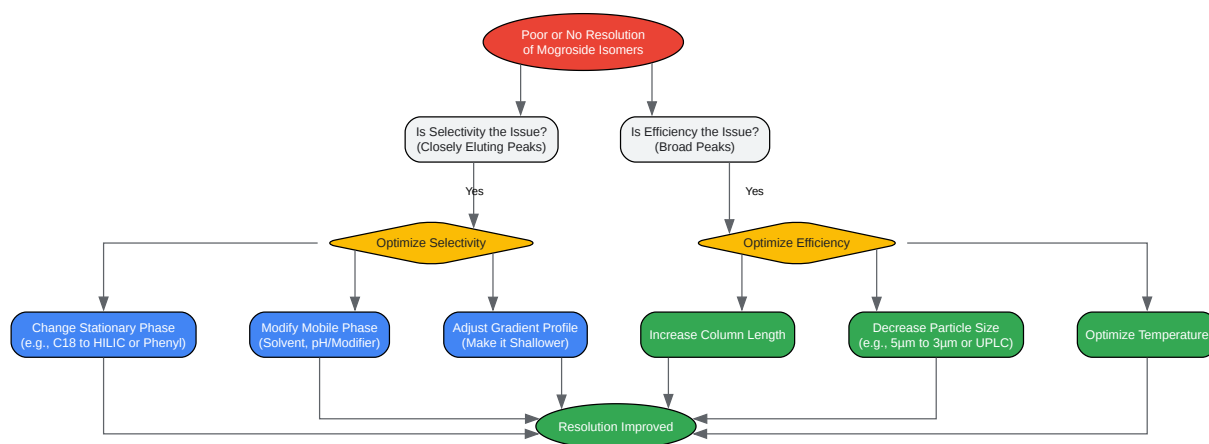 Poor or No Resolution
of Mogroside Isomers
Is Selectivity the Issue?
(Closely Eluting Peaks)
Is Efficiency the Issue?
(Broad Peaks)
Yes
Yes
Optimize Selectivity
Optimize Efficiency
Change Stationary Phase
(e.g., C18 to HILIC or Phenyl)
Modify Mobile Phase
(Solvent, pH/Modifier)
Adjust Gradient Profile
(Make it Shallower)
Increase Column Length
Decrease Particle Size
(e.g., 5µm to 3µm or UPLC)
Optimize Temperature
Resolution Improved